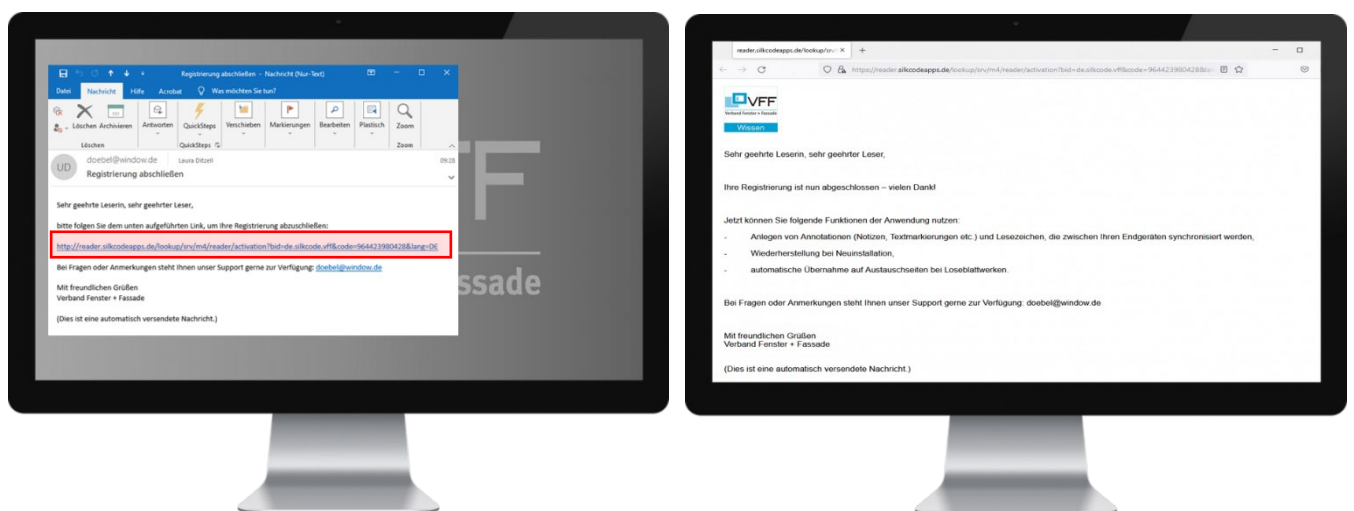 Registrierung abschließen - Nachricht (Nur-Text)
Datei Nachricht Hilfe Acrobat Was möchten Sie tun?
Löschen Archivieren Antworten QuickSteps Verschieben Markierungen Bearbeiten Plastisch Zoom
Löschen QuickSteps Zoom
UD
doebel@window.de Laura Ditzell 09:28
Registrierung abschließen
Sehr geehrte Leserin, sehr geehrter Leser,
bitte folgen Sie dem unten aufgeführten Link, um Ihre Registrierung abzuschließen:
http://reader.silkcodeapps.de/lookup/srv/m4/reader/activation?bid=de.silkcode.vff&code=964423980428&lang=DE
Bei Fragen oder Anmerkungen steht Ihnen unser Support gerne zur Verfügung: doebel@window.de
Mit freundlichen Grüßen
Verband Fenster + Fassade
(Dies ist eine automatisch versendete Nachricht.)
F
ssade
reader.silkcodeapps.de/lookup/srv/
https://reader.silkcodeapps.de/lookup/srv/m4/reader/activation?bid=de.silkcode.vff&code=964423980428&la
VFF
Verband Fenster + Fassade
Wissen
Sehr geehrte Leserin, sehr geehrter Leser,
Ihre Registrierung ist nun abgeschlossen – vielen Dank!
Jetzt können Sie folgende Funktionen der Anwendung nutzen:
- Anlegen von Annotationen (Notizen, Textmarkierungen etc.) und Lesezeichen, die zwischen Ihren Endgeräten synchronisiert werden,
- Wiederherstellung bei Neuinstallation,
- automatische Übernahme auf Austauschseiten bei Loseblattwerken.
Bei Fragen oder Anmerkungen steht Ihnen unser Support gerne zur Verfügung: doebel@window.de
Mit freundlichen Grüßen
Verband Fenster + Fassade
(Dies ist eine automatisch versendete Nachricht.)